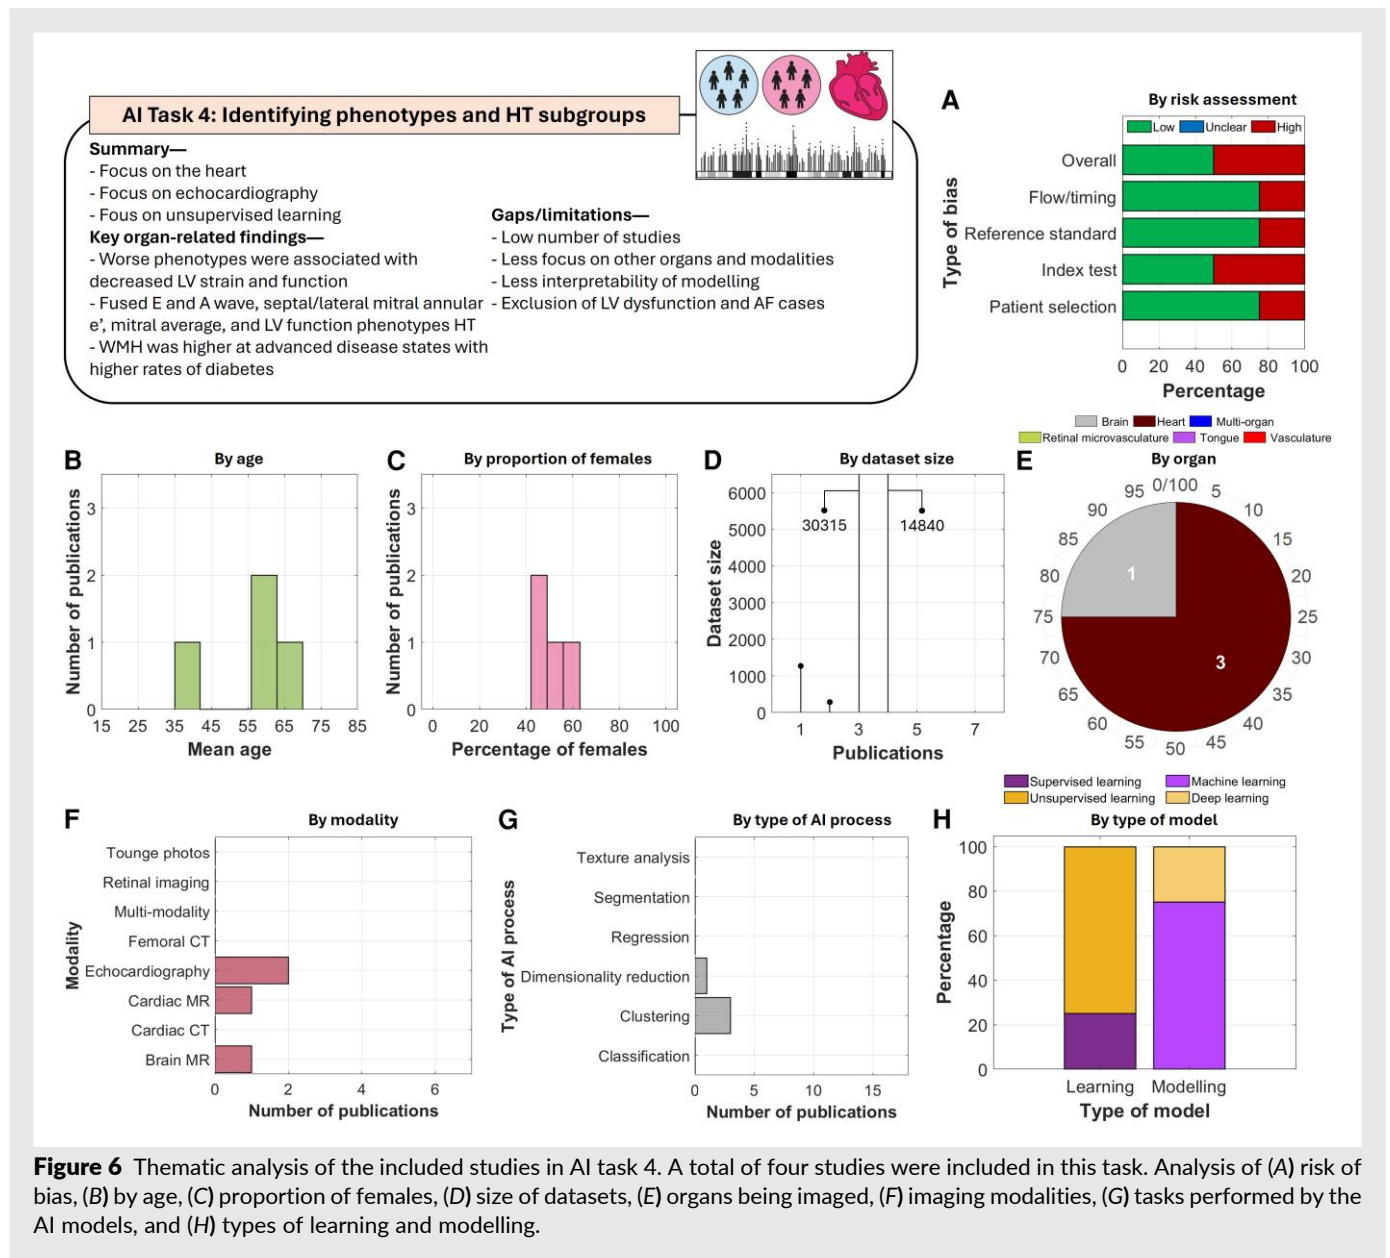 AI Task 4: Identifying phenotypes and HT subgroups
Summary—
- Focus on the heart
- Focus on echocardiography
- Fous on unsupervised learning
Key organ-related findings—
- Worse phenotypes were associated with
decreased LV strain and function
- Fused E and A wave, septal/lateral mitral annular
e’, mitral average, and LV function phenotypes HT
- WMH was higher at advanced disease states with
higher rates of diabetes
Gaps/limitations—
- Low number of studies
- Less focus on other organs and modalities
- Less interpretability of modelling
- Exclusion of LV dysfunction and AF cases
A
By risk assessment
Low Unclear High
Type of bias
Overall
Flow/timing
Reference standard
Index test
Patient selection
0 20 40 60 80 100
Percentage
B
By age
Number of publications
3
2
1
0
15 25 35 45 55 65 75 85
Mean age
C
By proportion of females
Number of publications
3
2
1
0
0 20 40 60 80 100
Percentage of females
D
By dataset size
Dataset size
6000
5000
4000
3000
2000
1000
0
30315 14840
1 3 5 7
Publications
Brain Heart Multi-organ
Retinal microvasculature Tongue Vasculature
E
By organ
0/100
5
10
15
20
25
30
35
40
45
50
55
60
65
70
75
80
85
90
95
1
3
F
By modality
Modality
Tounge photos
Retinal imaging
Multi-modality
Femoral CT
Echocardiography
Cardiac MR
Cardiac CT
Brain MR
0 2 4 6
Number of publications
G
By type of AI process
Type of AI process
Texture analysis
Segmentation
Regression
Dimensionality reduction
Clustering
Classification
0 5 10 15
Number of publications
Supervised learning Machine learning
Unsupervised learning Deep learning
H
By type of model
Percentage
100
80
60
40
20
0
Learning Modelling
Type of model
Figure 6 Thematic analysis of the included studies in AI task 4. A total of four studies were included in this task. Analysis of (A) risk of
bias, (B) by age, (C) proportion of females, (D) size of datasets, (E) organs being imaged, (F) imaging modalities, (G) tasks performed by the
AI models, and (H) types of learning and modelling.